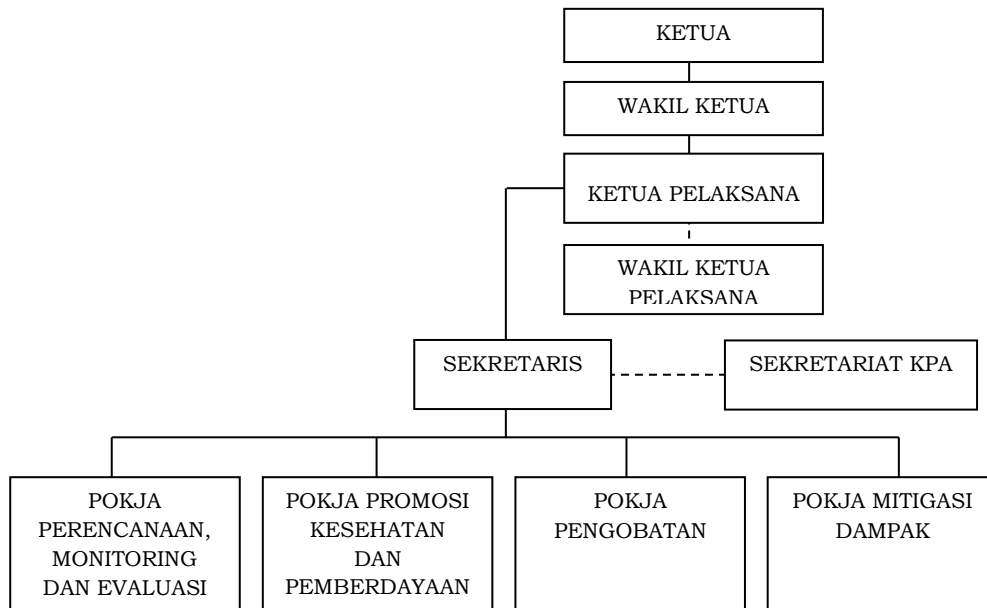 KETUA
WAKIL KETUA
KETUA PELAKSANA
WAKIL KETUA
PELAKSANA
SEKRETARIS
SEKRETARIAT KPA
POKJA
PERENCANAAN,
MONITORING
DAN EVALUASI
POKJA PROMOSI
KESEHATAN
DAN
PEMBERDAYAAN
POKJA
PENGOBATAN
POKJA MITIGASI
DAMPAK